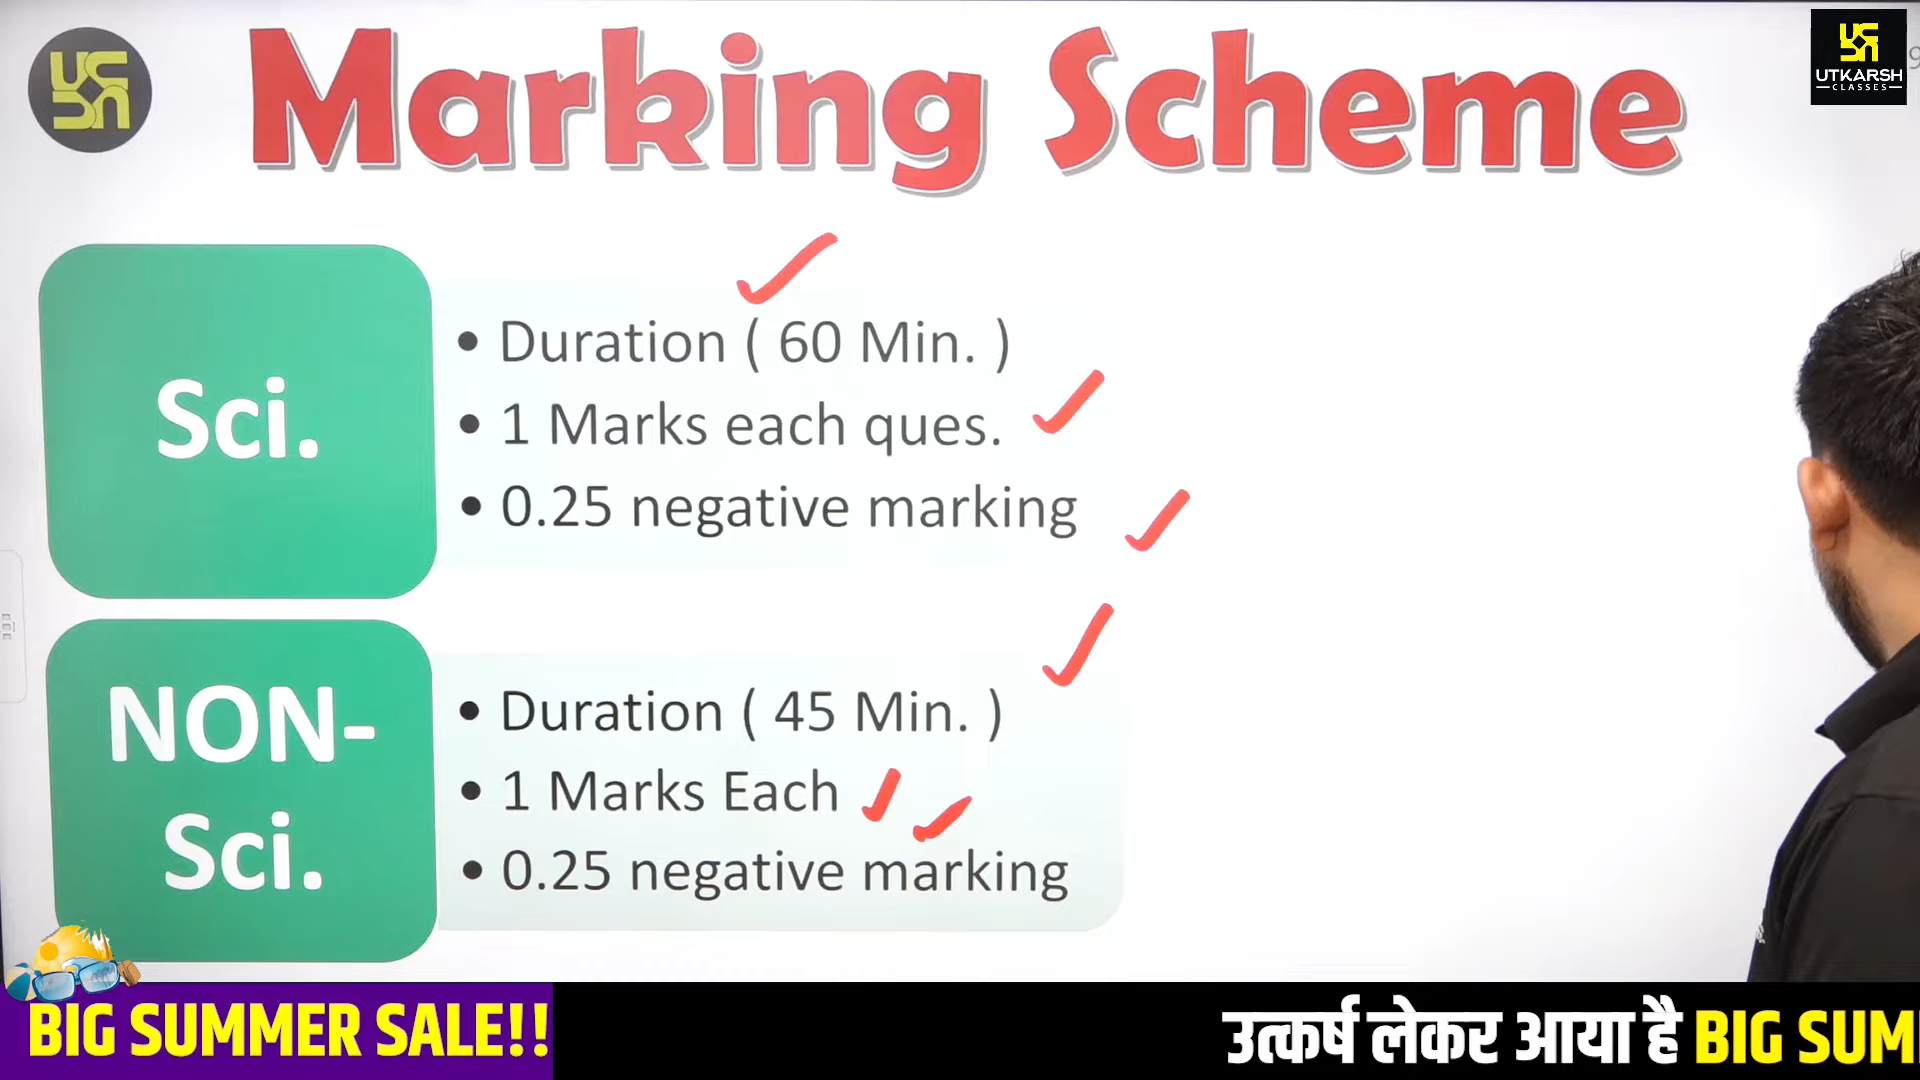 Marking Scheme
UTKARSH
CLASSES
Sci.
• Duration ( 60 Min. )
• 1 Marks each ques.
• 0.25 negative marking
NON-
Sci.
• Duration ( 45 Min. )
• 1 Marks Each
• 0.25 negative marking
BIG SUMMER SALE!!
उत्कर्ष लेकर आया है BIG SUM